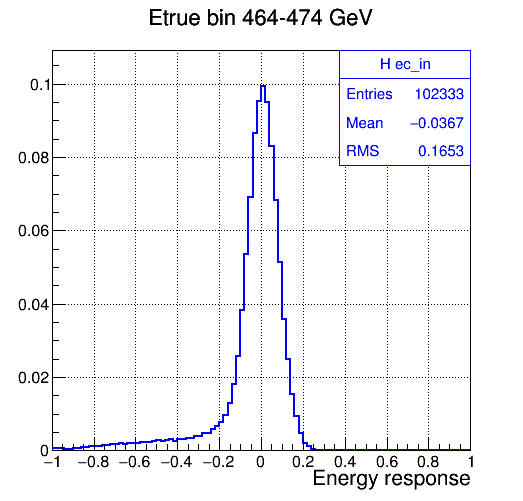 Etrue bin 464-474 GeV
H ec_in
Entries 102333
Mean −0.0367
RMS 0.1653
0.1
0.08
0.06
0.04
0.02
0
−1 −0.8 −0.6 −0.4 −0.2 0 0.2 0.4 0.6 0.8 1
Energy response